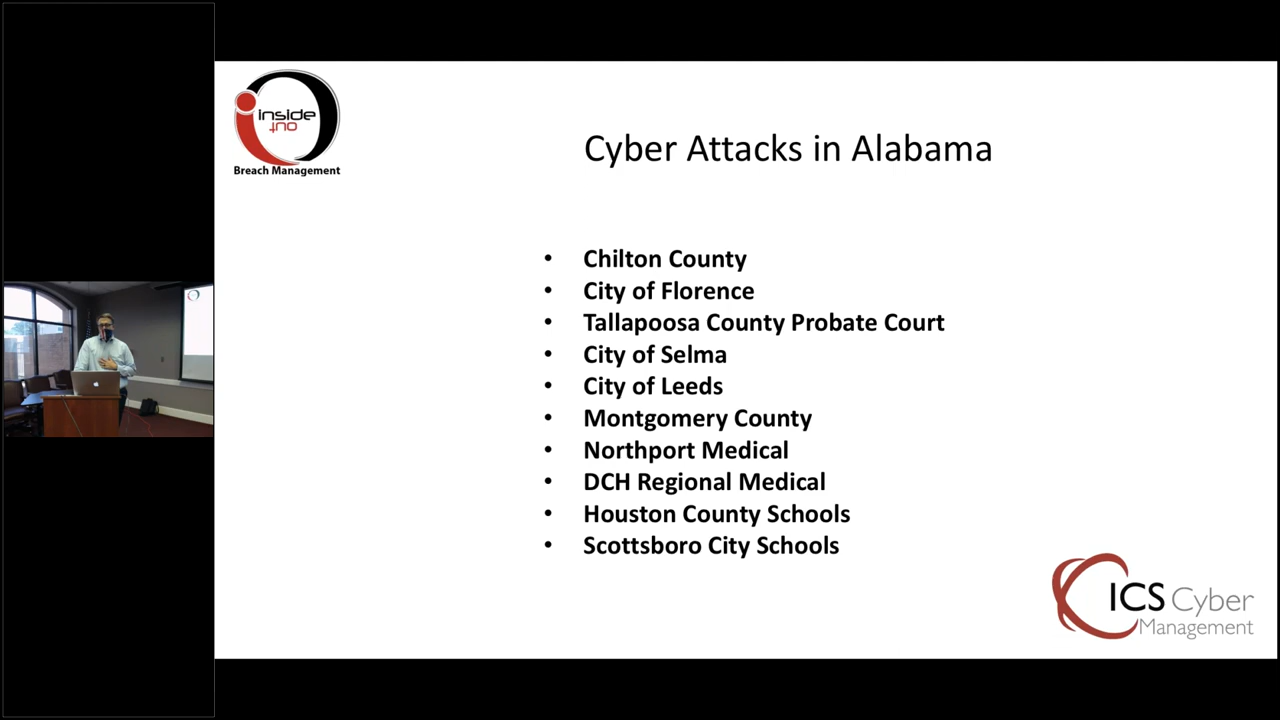 inside
out
Breach Management
Cyber Attacks in Alabama
• Chilton County
• City of Florence
• Tallapoosa County Probate Court
• City of Selma
• City of Leeds
• Montgomery County
• Northport Medical
• DCH Regional Medical
• Houston County Schools
• Scottsboro City Schools
ICS Cyber
Management